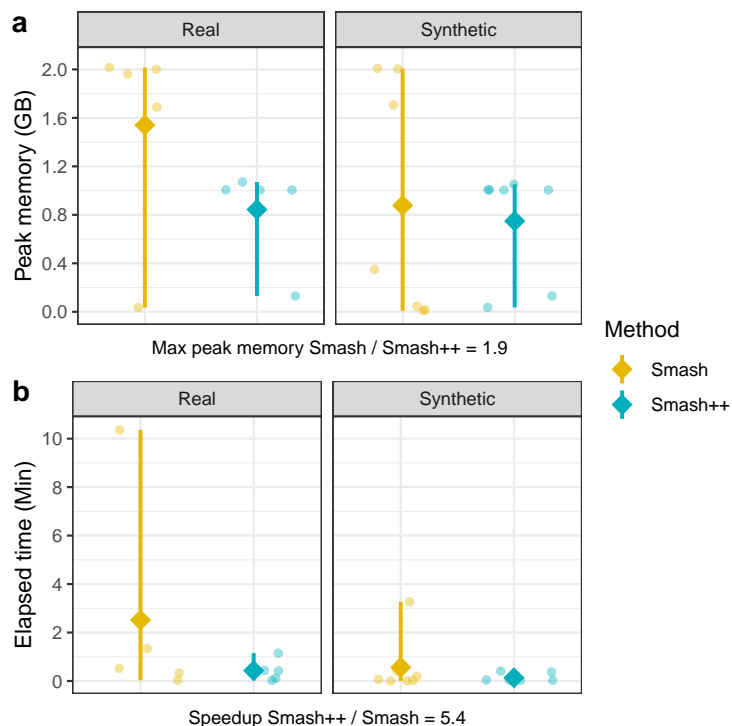 a
Real
Synthetic
Peak memory (GB)
2.0
1.6
1.2
0.8
0.4
0.0
Max peak memory Smash / Smash++ = 1.9
Method
Smash
Smash++
b
Real
Synthetic
Elapsed time (Min)
10
8
6
4
2
0
Speedup Smash++ / Smash = 5.4